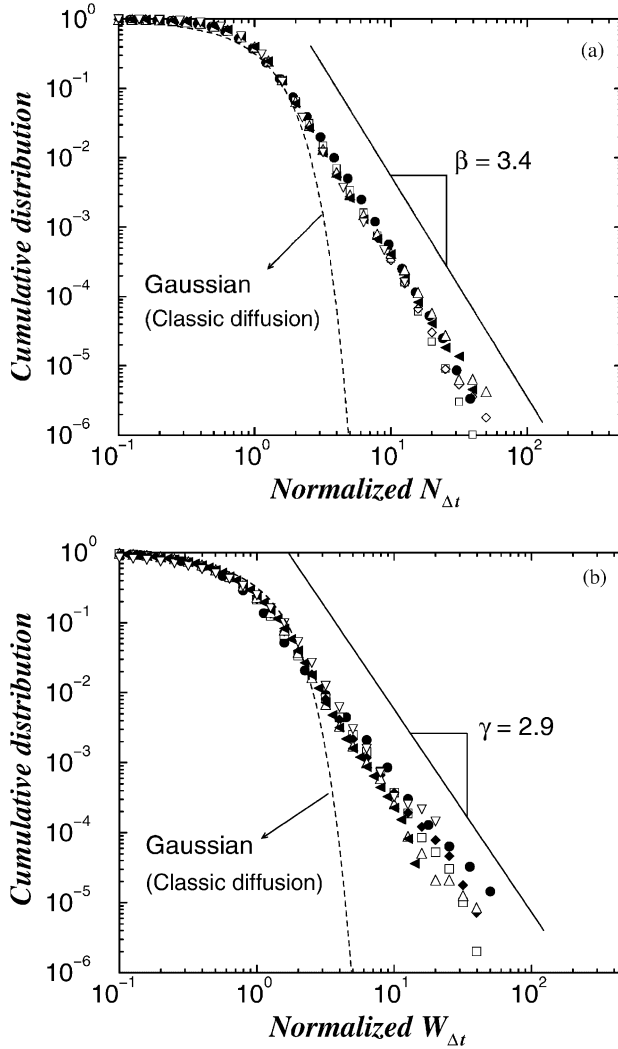 (a)
10^0
10^-1
10^-2
10^-3
10^-4
10^-5
10^-6
Cumulative distribution
β = 3.4
Gaussian
(Classic diffusion)
10^-1 10^0 10^1 10^2
Normalized N_Δt
(b)
10^0
10^-1
10^-2
10^-3
10^-4
10^-5
10^-6
Cumulative distribution
γ = 2.9
Gaussian
(Classic diffusion)
10^-1 10^0 10^1 10^2
Normalized W_Δt